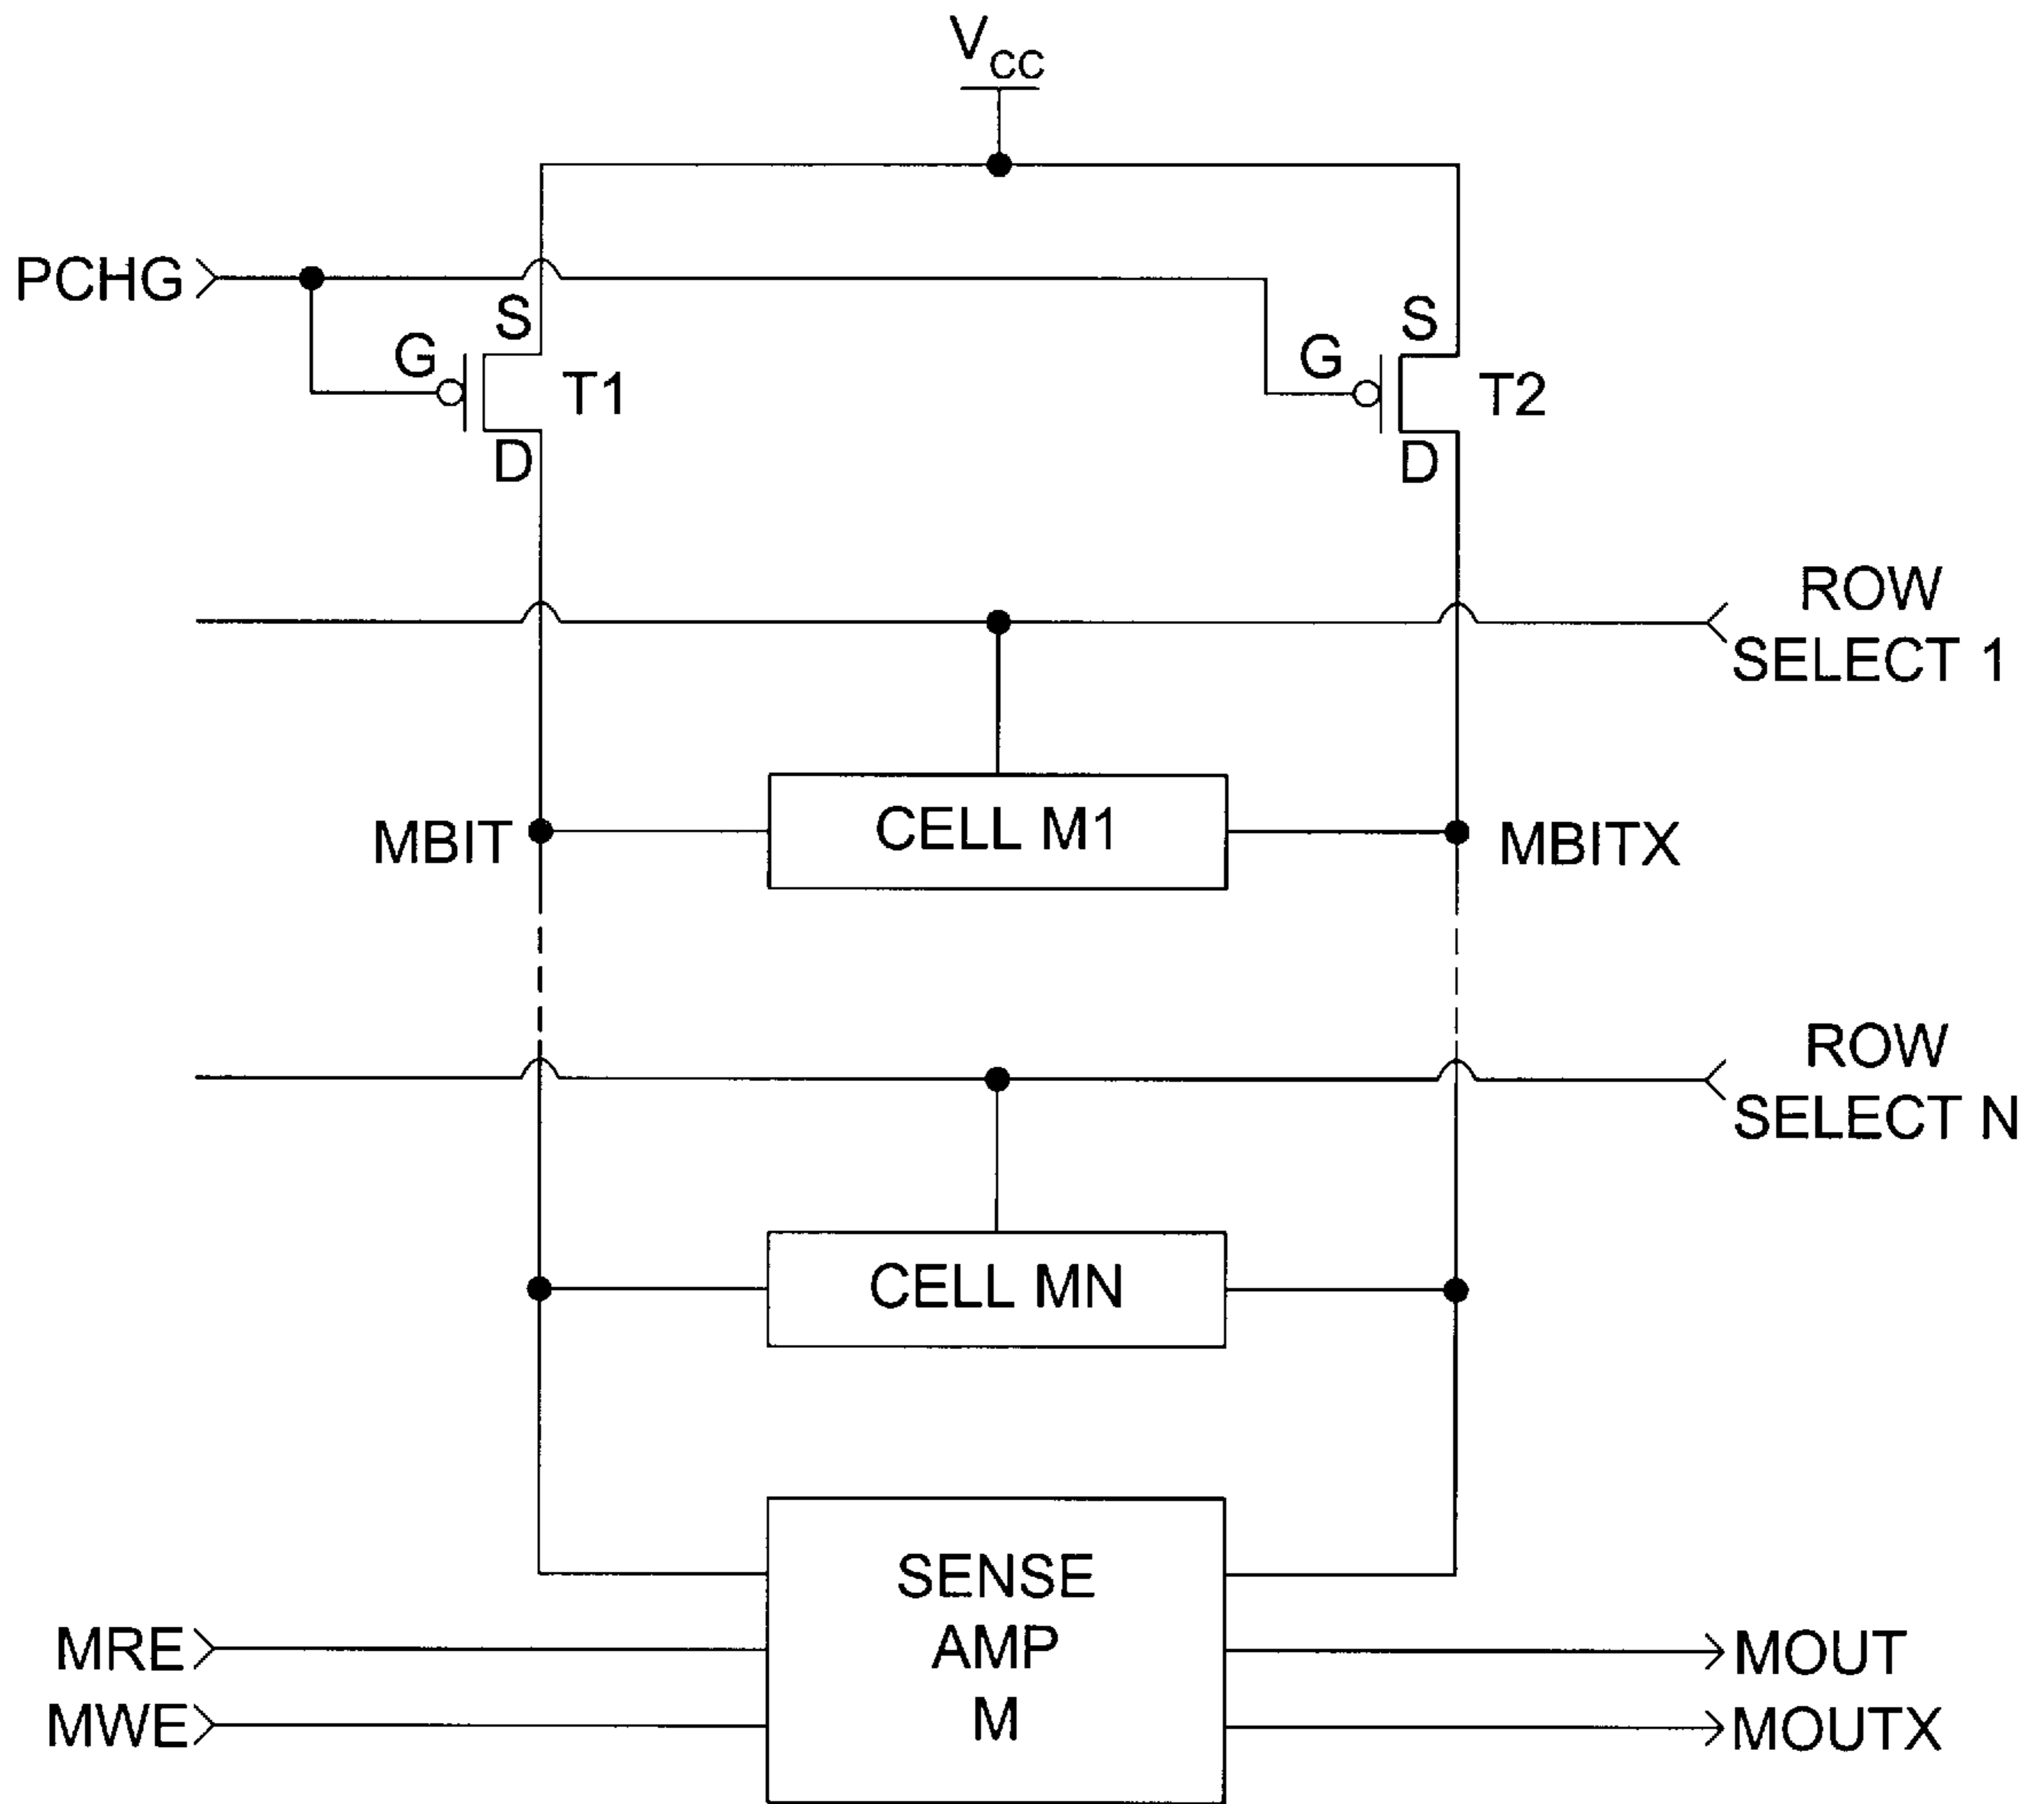 VCC
PCHG
S
S
G
G
T1
T2
D
D
ROW
SELECT 1
CELL M1
MBIT
MBITX
ROW
SELECT N
CELL MN
SENSE
AMP
M
MRE
MOUT
MWE
MOUTX